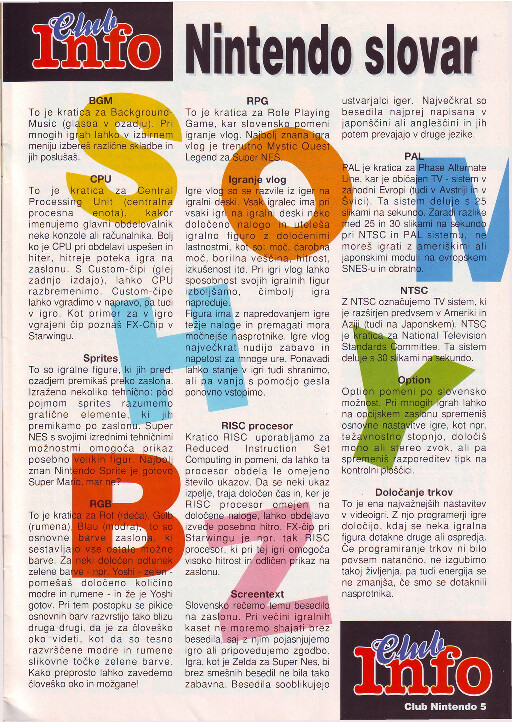 Club
Info
Nintendo slovar
BGM
To je kratica za Background-
Music (glasba v ozadju). Pri
mnogih igrah lahko v izbirnem
meniju izbereš različne skladbe in
jih poslušaš.
CPU
To je kratica za Central
Processing Unit (centralna
procesna enota), kakor
imenujemo glavni obdelovalnik
neke konzole ali računalnika. Bolj
ko je CPU pri obdelavi uspešen in
hiter, hitreje poteka igra na
zaslonu. S Custom-čipi (glej
zadnjo izdajo), lahko CPU
razbremenimo. Custom-čipe
lahko vgradimo v napravo, pa tudi
v igro. Kot primer za v igro
vgrajeni čip poznaš FX-Chip v
Starwingu.
Sprites
To so igralne figure, ki jih pred
ozadjem premikaš preko zaslona.
Izraženo nekoliko tehnično: pod
pojmom sprites razumemo
grafične elemente, ki jih
premikamo po zaslonu. Super
NES s svojimi izrednimi tehničnimi
možnostmi omogoča prikaz
posebno velikih figur. Najbolj
znan Nintendo Sprite je gotovo
Super Mario, mar ne?
RGB
To je kratica za Rot (rdeča), Gelb
(rumena), Blau (modra), to so
osnovne barve zaslona, ki
sestavljajo vse ostale možne
barve. Za neki določen odtenek
zelene barve - npr. Yoshi - zelen -
pomešaš določeno količino
modre in rumene - in že je Yoshi
gotov. Pri tem postopku se pikice
osnovnih barv razvrstijo tako blizu
druga drugi, da je za človeško
oko videti, kot da so tesno
razvrščene modre in rumene
slikovne točke zelene barve.
Kako preprosto lahko zavedemo
človeško oko in možgane!
RPG
To je kratica za Role Playing
Game, kar slovensko pomeni
igranje vlog. Najbolj znana igra
vlog je trenutno Mystic Quest
Legend za Super NES.
Igranje vlog
Igre vlog so se razvile iz iger na
igralni deski. Vsak igralec ima pri
vsaki igri na igralni deski neko
določeno nalogo in uteleša
igralno figuro z določenimi
lastnostmi, kot so moč, čarobna
moč, borilna veščina, hitrost,
izkušenost ito. Pri igri vlog lahko
sposobnost svojih igralnih figur
izboljšamo, čimbolj igra
napreduje.
Figura ima z napredovanjem igre
težje naloge in premagati mora
močnejše nasprotnike. Igre vlog
največkrat nudijo zabavo in
napetost za mnoge ure. Ponavadi
lahko stanje v igri tudi shranimo,
ali pa vanjo s pomočjo gesla
ponovno vstopimo.
RISC procesor
Kratico RISC uporabljamo za
Reduced Instruction Set
Computing in pomeni, da lahko ta
procesor obdela le omejeno
število ukazov. Da se neki ukaz
izpelje, traja določen čas in, ker je
RISC procesor omejen na
določene naloge, lahko obdelavo
izvede posebno hitro. FX-čip pri
Starwingu je npr. tak RISC
procesor, ki pri tej igri omogoča
visoko hitrost in odličen prikaz na
zaslonu.
Screentext
Slovensko rečemo temu besedilo
na zaslonu. Pri večini igralnih
kaset ne moremo shajati brez
besedila, saj z njim pojasnjujemo
igro ali pripovedujemo zgodbo.
Igra, kot je Zelda za Super Nes, bi
brez smešnih besedil ne bila tako
zabavna. Besedila sooblikujejo
ustvarjalci iger. Največkrat so
besedila najprej napisana v
japonščini ali angleščini in jih
potem prevajajo v druge jezike.
PAL
PAL je kratica za Phase Alternate
Line, kar je običajen TV - sistem v
zahodni Evropi (tudi v Avstriji in v
Švici). Ta sistem deluje s 25
slikami na sekundo. Zaradi razlike
med 25 in 30 slikami na sekundo
v NTSC in PAL sistemu, ne
moreš igrati z ameriškim ali
japonskimi moduli na evropskem
SNES-u in obratno.
NTSC
Z NTSC označujemo TV sistem, ki
je razširjen predvsem v Ameriki in
Aziji (tudi na Japonskem). NTSC
je kratica za National Television
Standards Committee. Ta sistem
deluje s 30 slikami na sekundo.
Option
Option pomeni po slovensko
možnost. Pri mnogih igrah lahko
na opcijskem zaslonu spremeniš
osnovne nastavitve igre, kot npr.
težavnostno stopnjo, določiš
mono ali stereo zvok, ali pa
spremeniš razporeditev tipk na
kontrolni ploščici.
Določanje trkov
To je ena najvažnejših nastavitev
v videoigri. Z njo programerji igre
določijo, kdaj se neka igralna
figura dotakne druge ali ospredja.
Če programiranje trkov ni bilo
povsem natančno, ne izgubimo
takoj življenja, pa tudi energija se
ne zmanjša, če smo se dotaknili
nasprotnika.
Club
Info
Club Nintendo 5